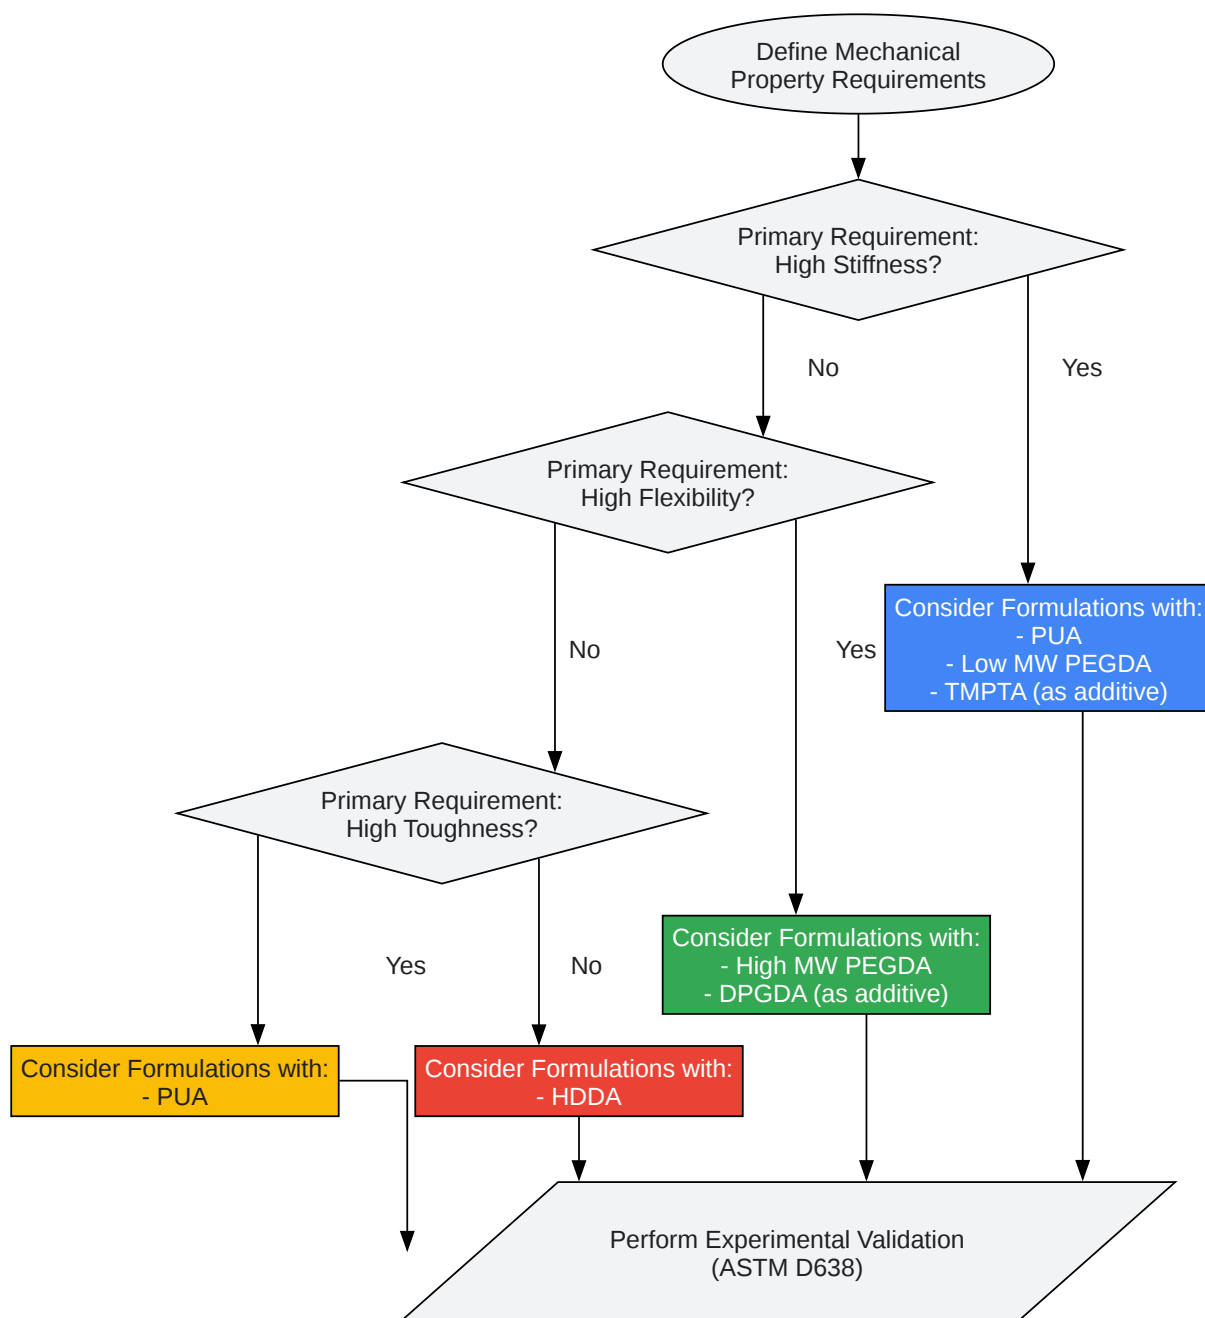 Define Mechanical
Property Requirements
Primary Requirement:
High Stiffness?
No
Yes
Primary Requirement:
High Flexibility?
Consider Formulations with:
- PUA
- Low MW PEGDA
- TMPTA (as additive)
No
Yes
Primary Requirement:
High Toughness?
Consider Formulations with:
- High MW PEGDA
- DPGDA (as additive)
Yes
No
Consider Formulations with:
- PUA
Consider Formulations with:
- HDDA
Perform Experimental Validation
(ASTM D638)